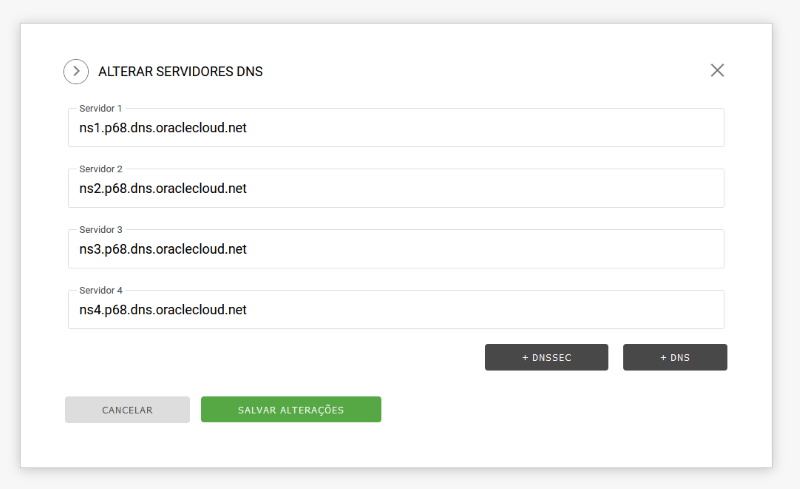 ALTERAR SERVIDORES DNS
Servidor 1
ns1.p68.dns.oraclecloud.net
Servidor 2
ns2.p68.dns.oraclecloud.net
Servidor 3
ns3.p68.dns.oraclecloud.net
Servidor 4
ns4.p68.dns.oraclecloud.net
+ DNSSEC
+ DNS
CANCELAR
SALVAR ALTERAÇÕES